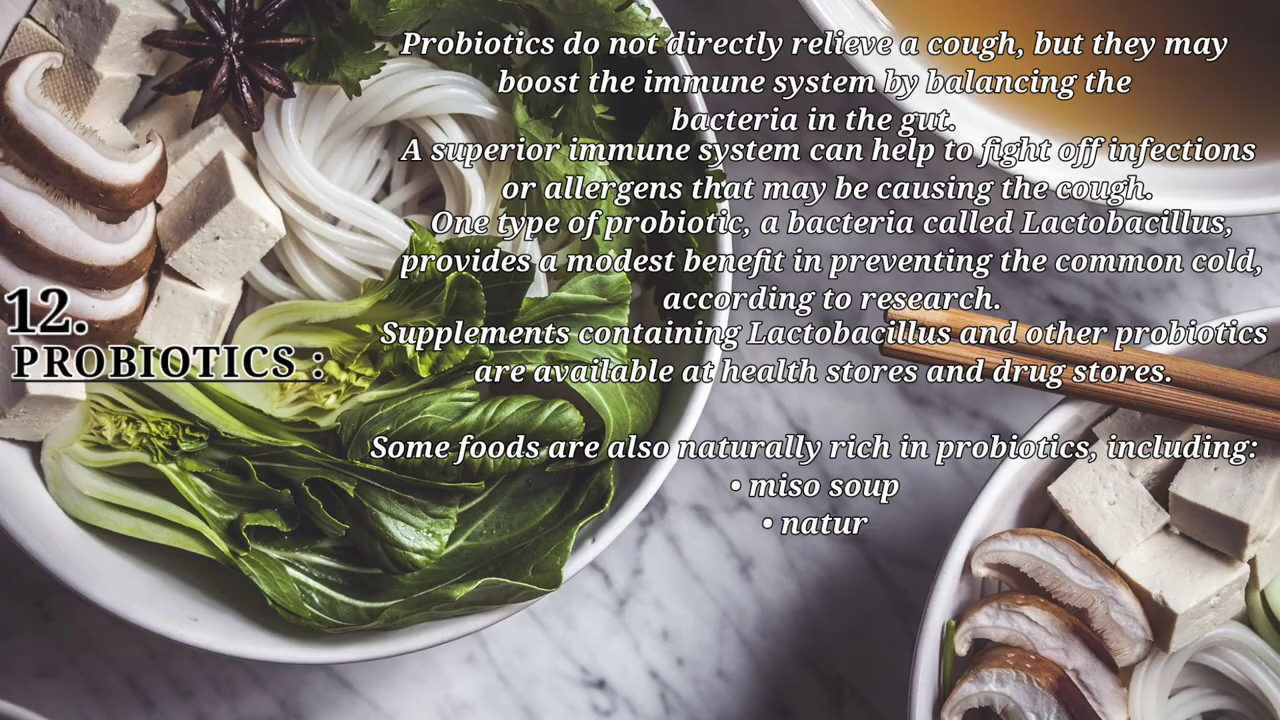 Probiotics do not directly relieve a cough, but they may
boost the immune system by balancing the
bacteria in the gut.
A superior immune system can help to fight off infections
or allergens that may be causing the cough.
One type of probiotic, a bacteria called Lactobacillus,
provides a modest benefit in preventing the common cold,
according to research.
Supplements containing Lactobacillus and other probiotics
are available at health stores and drug stores.
12.
PROBIOTICS :
Some foods are also naturally rich in probiotics, including:
• miso soup
• natur